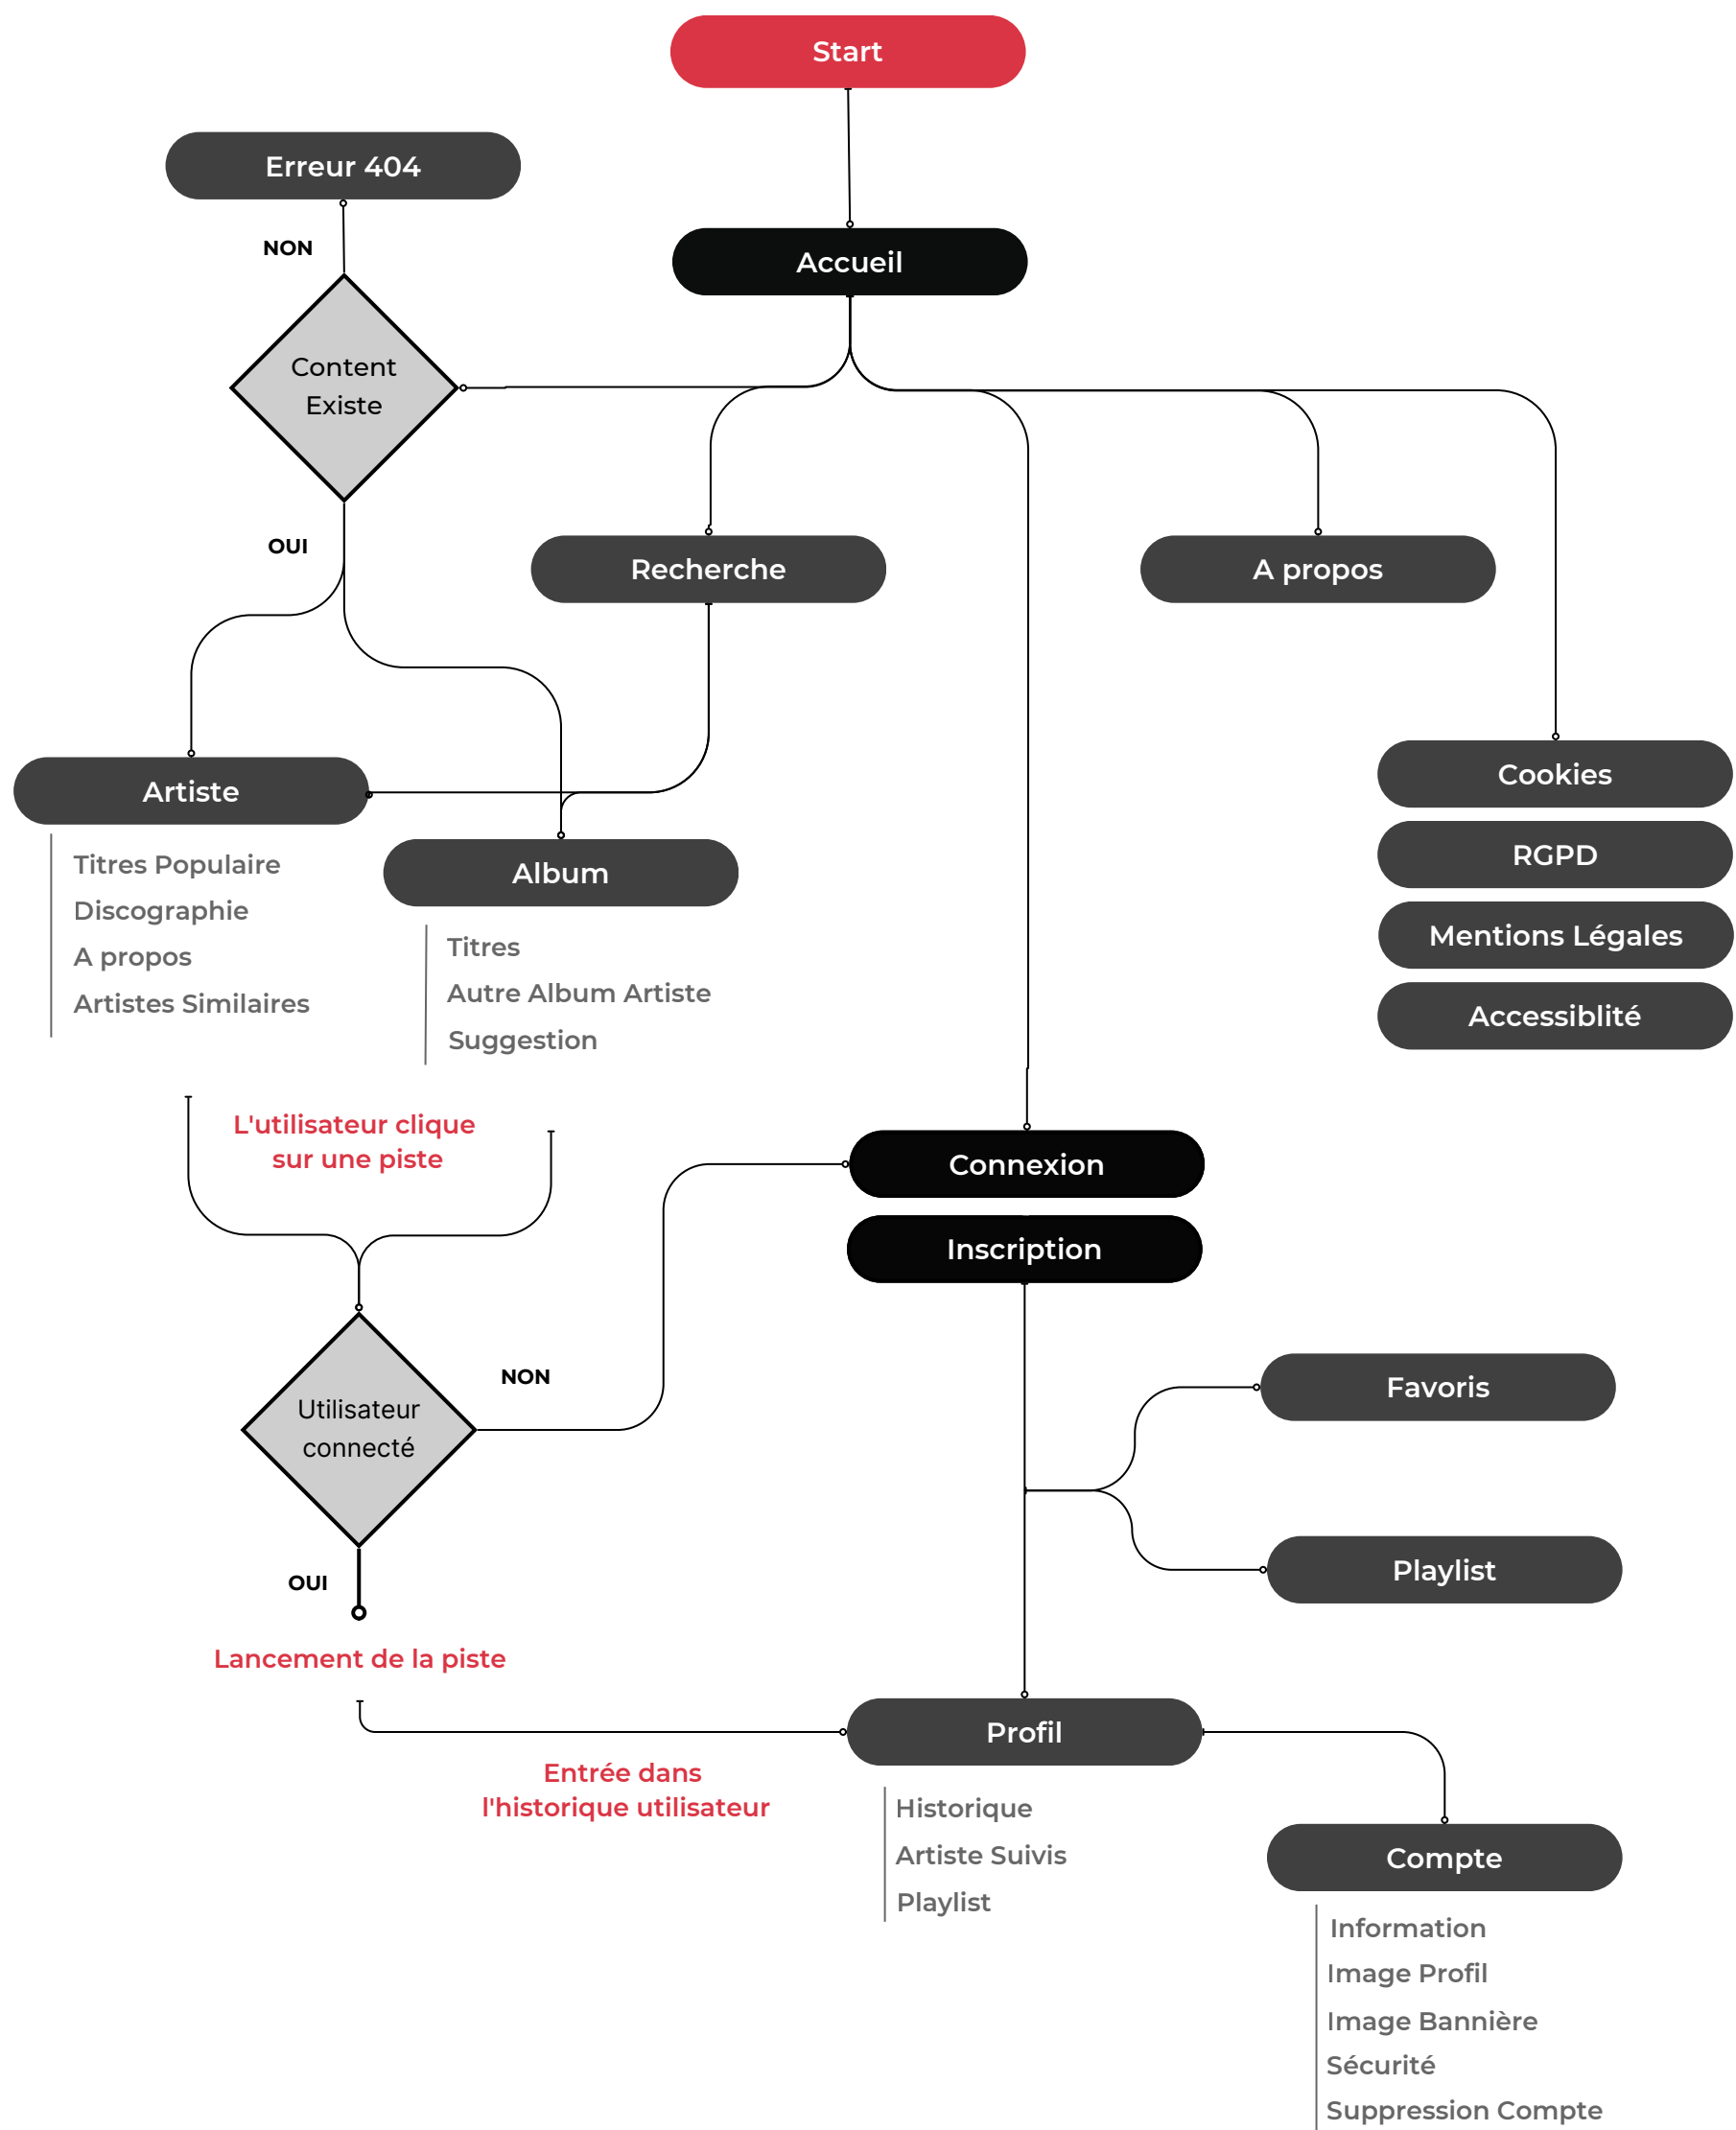 Start
Erreur 404
NON
Accueil
Content
Existe
OUI
Recherche
A propos
Artiste
Titres Populaire
Discographie
A propos
Artistes Similaires
Album
Titres
Autre Album Artiste
Suggestion
Cookies
RGPD
Mentions Légales
Accessiblité
L'utilisateur clique
sur une piste
Connexion
Inscription
Utilisateur
connecté
NON
OUI
Favoris
Playlist
Lancement de la piste
Entrée dans
l'historique utilisateur
Profil
Historique
Artiste Suivis
Playlist
Compte
Information
Image Profil
Image Bannière
Sécurité
Suppression Compte